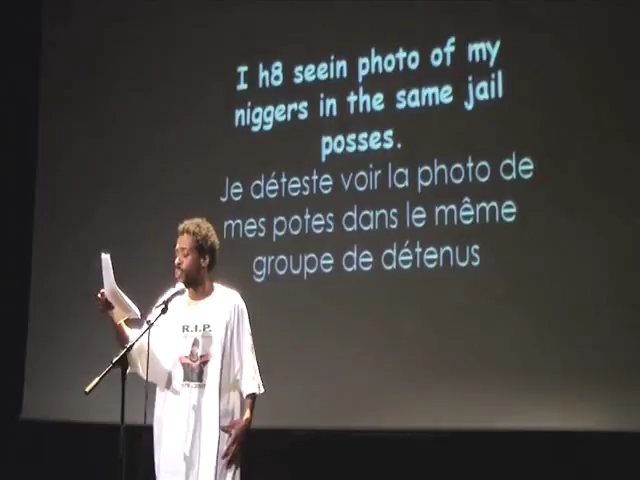 I h8 seein photo of my
niggers in the same jail
posses.
Je déteste voir la photo de
mes potes dans le même
groupe de détenus
R.I.P.